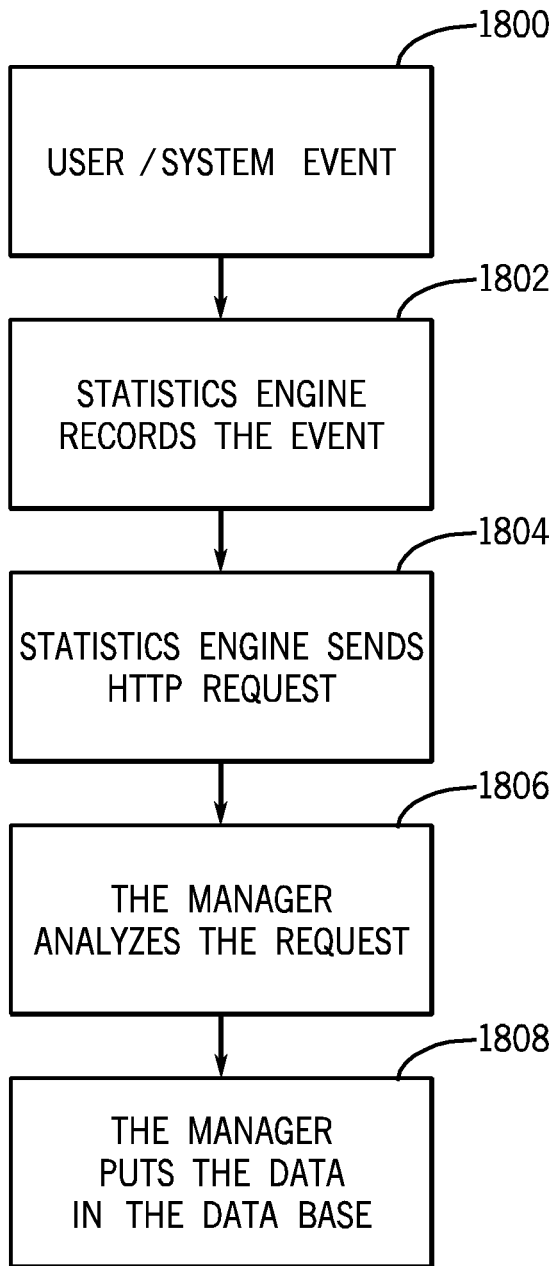 1800
USER / SYSTEM EVENT
1802
STATISTICS ENGINE
RECORDS THE EVENT
1804
STATISTICS ENGINE SENDS
HTTP REQUEST
1806
THE MANAGER
ANALYZES THE REQUEST
1808
THE MANAGER
PUTS THE DATA
IN THE DATA BASE